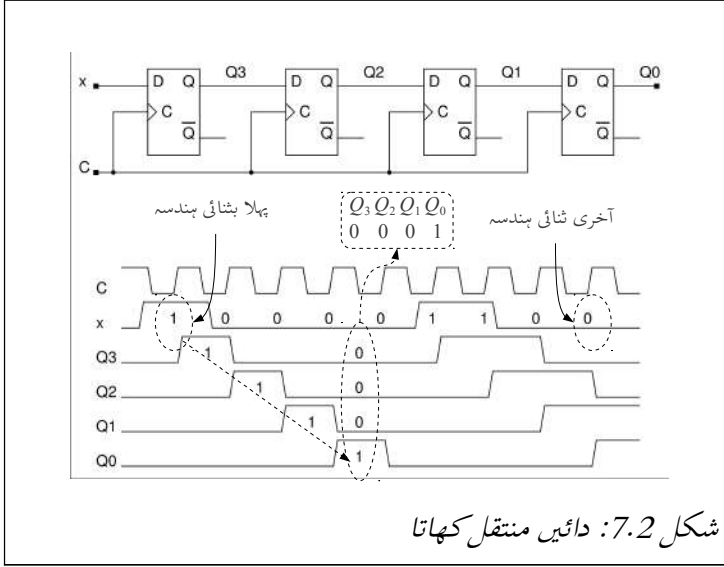 Q3 Q2 Q1 Q0
x D Q D Q D Q D Q
C C C C
Q̅ Q̅ Q̅ Q̅
C
پہلا بثنائی ہندسہ
Q₃ Q₂ Q₁ Q₀
0 0 0 1
آخری ثنائی ہندسہ
C
x 1 0 0 0 0 1 1 0 0
Q3 1 0
Q2 1 0
Q1 1 0
Q0 1
شکل 7.2: دائیں منتقل کھاتا